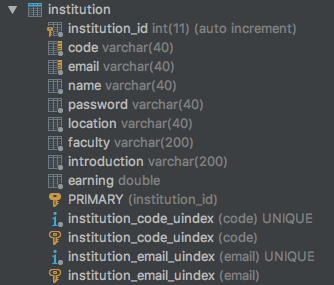 institution
institution_id int(11) (auto increment)
code varchar(40)
email varchar(40)
name varchar(40)
password varchar(40)
location varchar(40)
faculty varchar(200)
introduction varchar(200)
earning double
PRIMARY (institution_id)
institution_code_uindex (code) UNIQUE
institution_code_uindex (code)
institution_email_uindex (email) UNIQUE
institution_email_uindex (email)